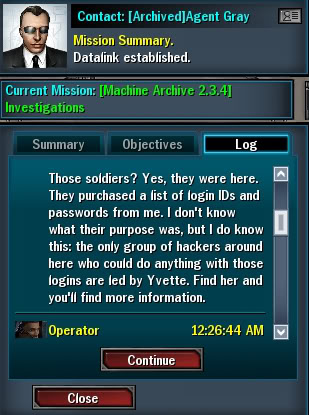 Contact: [Archived]Agent Gray
Mission Summary.
Datalink established.
Current Mission: [Machine Archive 2.3.4]
Investigations
Summary
Objectives
Log
Those soldiers? Yes, they were here.
They purchased a list of login IDs and
passwords from me. I don't know
what their purpose was, but I do know
this: the only group of hackers around
here who could do anything with those
logins are led by Yvette. Find her and
you'll find more information.
Operator
12:26:44 AM
Continue
Close